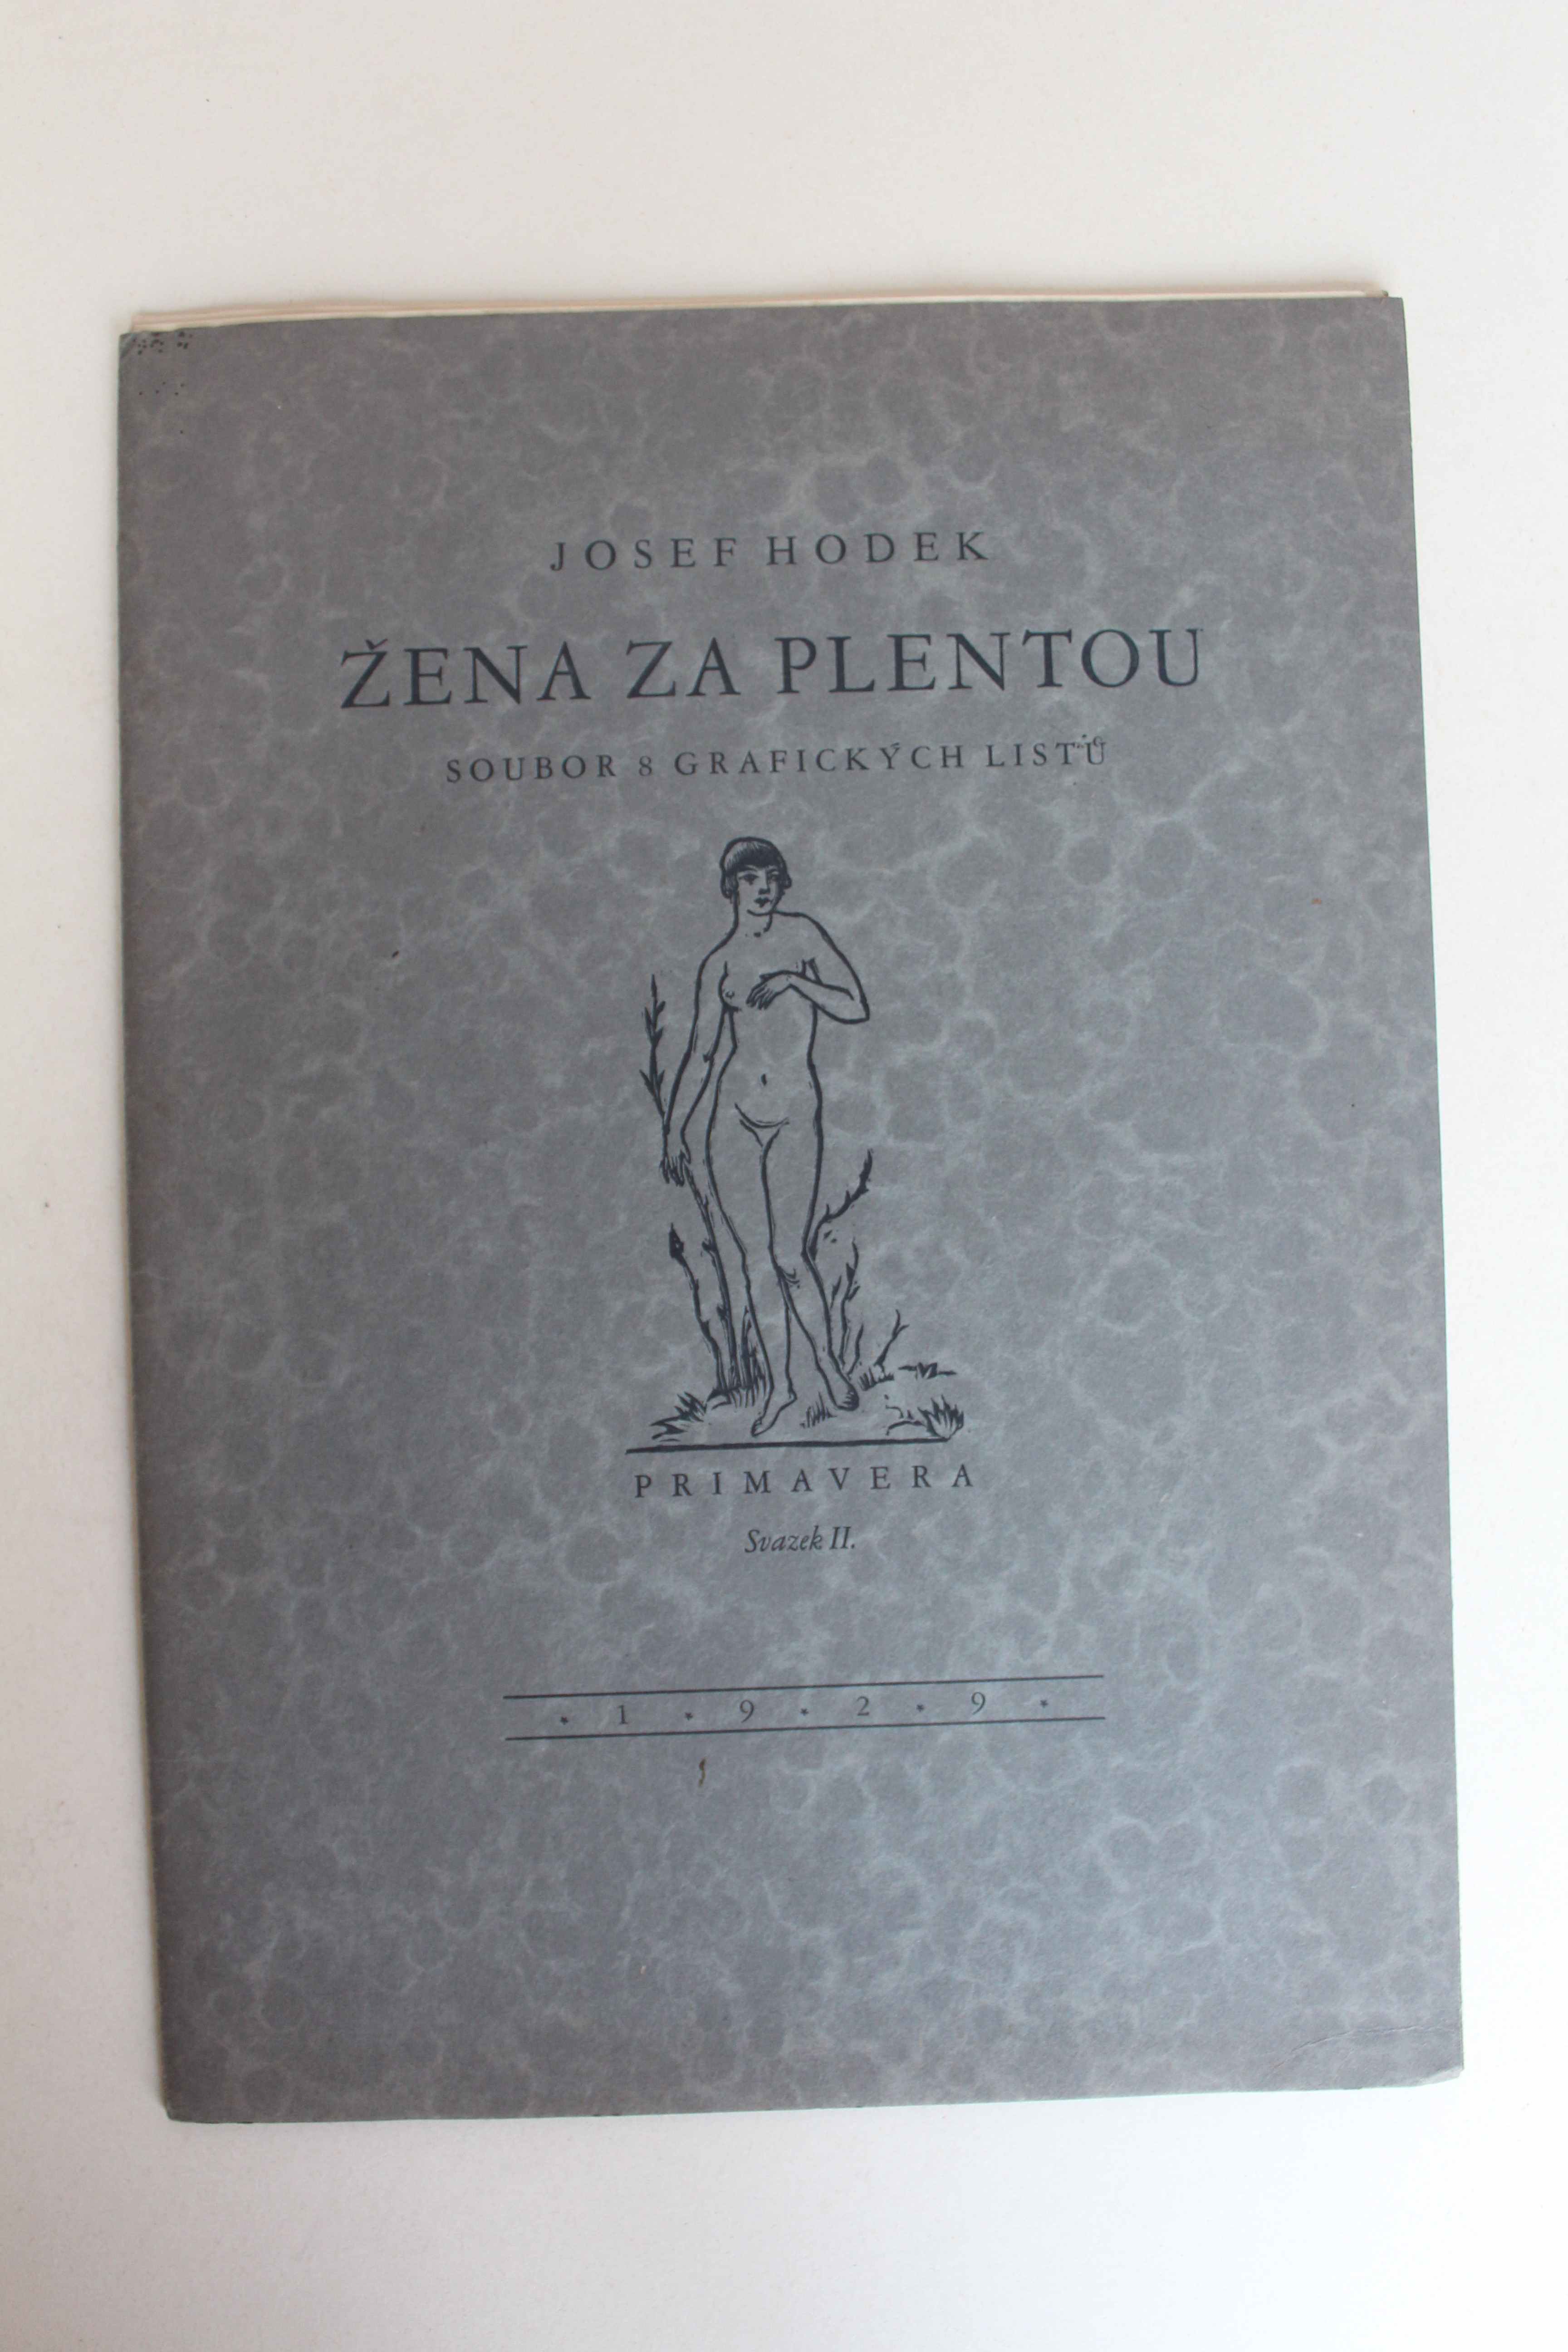 JOSEF HODEK
ŽENA ZA PLENTOU
SOUBOR 8 GRAFICKÝCH LISTŮ
PRIMAVERA
Svazek II.
* 1 * 9 * 2 * 9 *